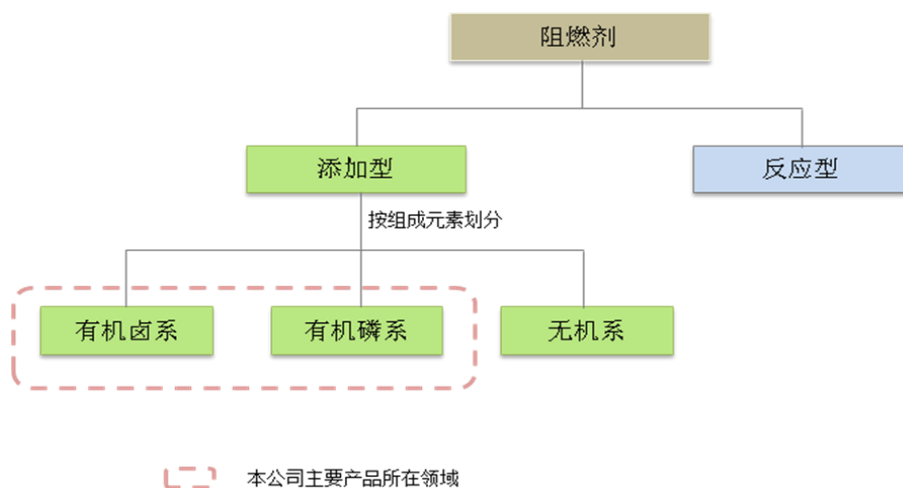 阻燃剂
添加型
反应型
按组成元素划分
有机卤系
有机磷系
无机系
本公司主要产品所在领域